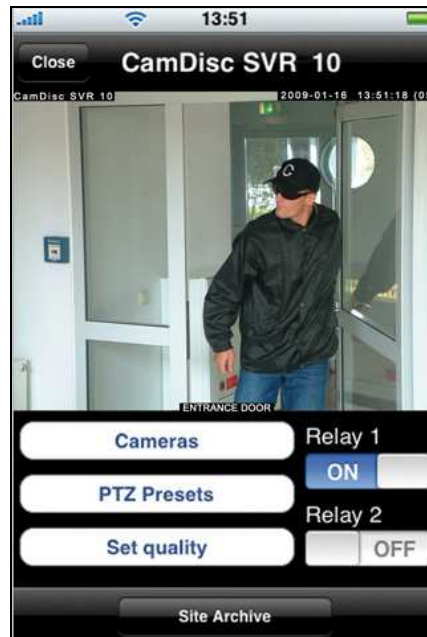 13:51
Close
CamDisc SVR 10
CamDisc SVR 10
2009-01-16 13:51:18
C
ENTRANCE DOOR
Cameras
Relay 1
ON
PTZ Presets
Relay 2
Set quality
OFF
Site Archive